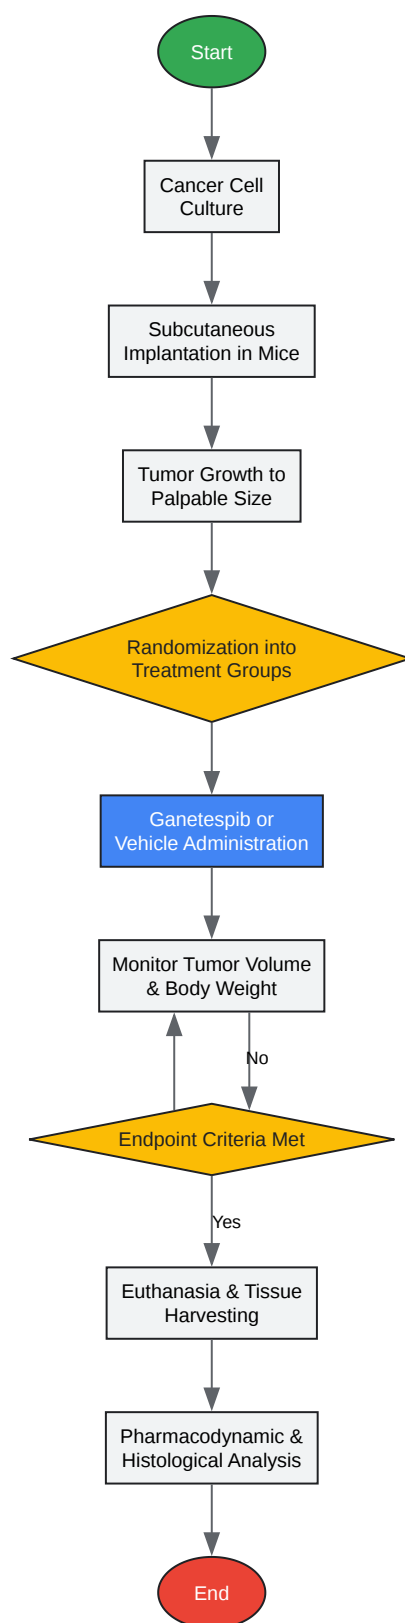 Start
Cancer Cell
Culture
Subcutaneous
Implantation in Mice
Tumor Growth to
Palpable Size
Randomization into
Treatment Groups
Ganetespib or
Vehicle Administration
Monitor Tumor Volume
& Body Weight
No
Endpoint Criteria Met
Yes
Euthanasia & Tissue
Harvesting
Pharmacodynamic &
Histological Analysis
End